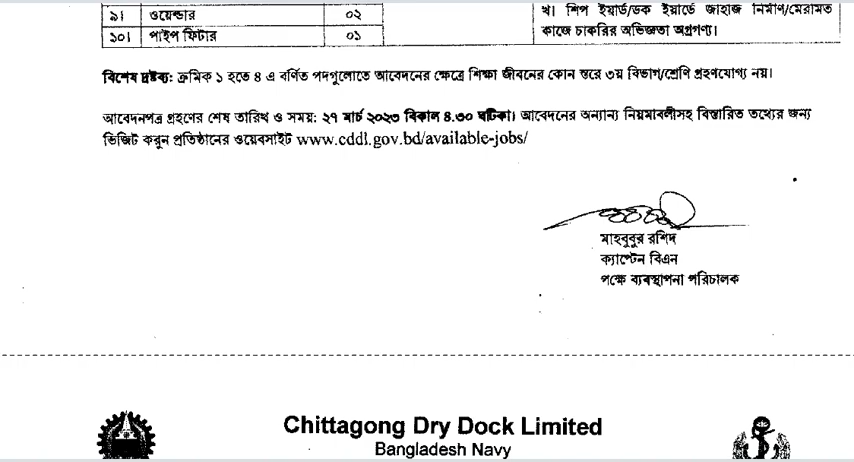 ৯। ওয়েল্ডার ০২ খ। শিপ ইয়ার্ড/ডক ইয়ার্ডে জাহাজ নির্মাণ/মেরামত
১০। পাইপ ফিটার ০১ কাজে চাকরির অভিজ্ঞতা অগ্রগণ্য।
বিশেষ দ্রষ্টব্য: ক্রমিক ১ হতে ৪ এ বর্ণিত পদগুলোতে আবেদনের ক্ষেত্রে শিক্ষা জীবনের কোন স্তরে ৩য় বিভাগ/শ্রেণি গ্রহণযোগ্য নয়।
আবেদনপত্র গ্রহণের শেষ তারিখ ও সময়: ২৭ মার্চ ২০২৩ বিকাল ৪.৩০ ঘটিকা। আবেদনের অন্যান্য নিয়মাবলীসহ বিস্তারিত তথ্যের জন্য
ভিজিট করুন প্রতিষ্ঠানের ওয়েবসাইট www.cddl.gov.bd/available-jobs/
মাহবুবুর রশিদ
ক্যাপ্টেন বিএন
পক্ষে ব্যবস্থাপনা পরিচালক
Chittagong Dry Dock Limited
Bangladesh Navy